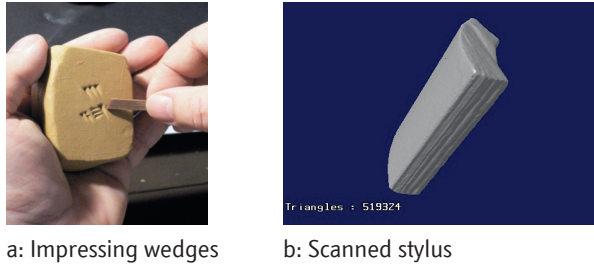 Triangles : 519324
a: Impressing wedges
b: Scanned stylus